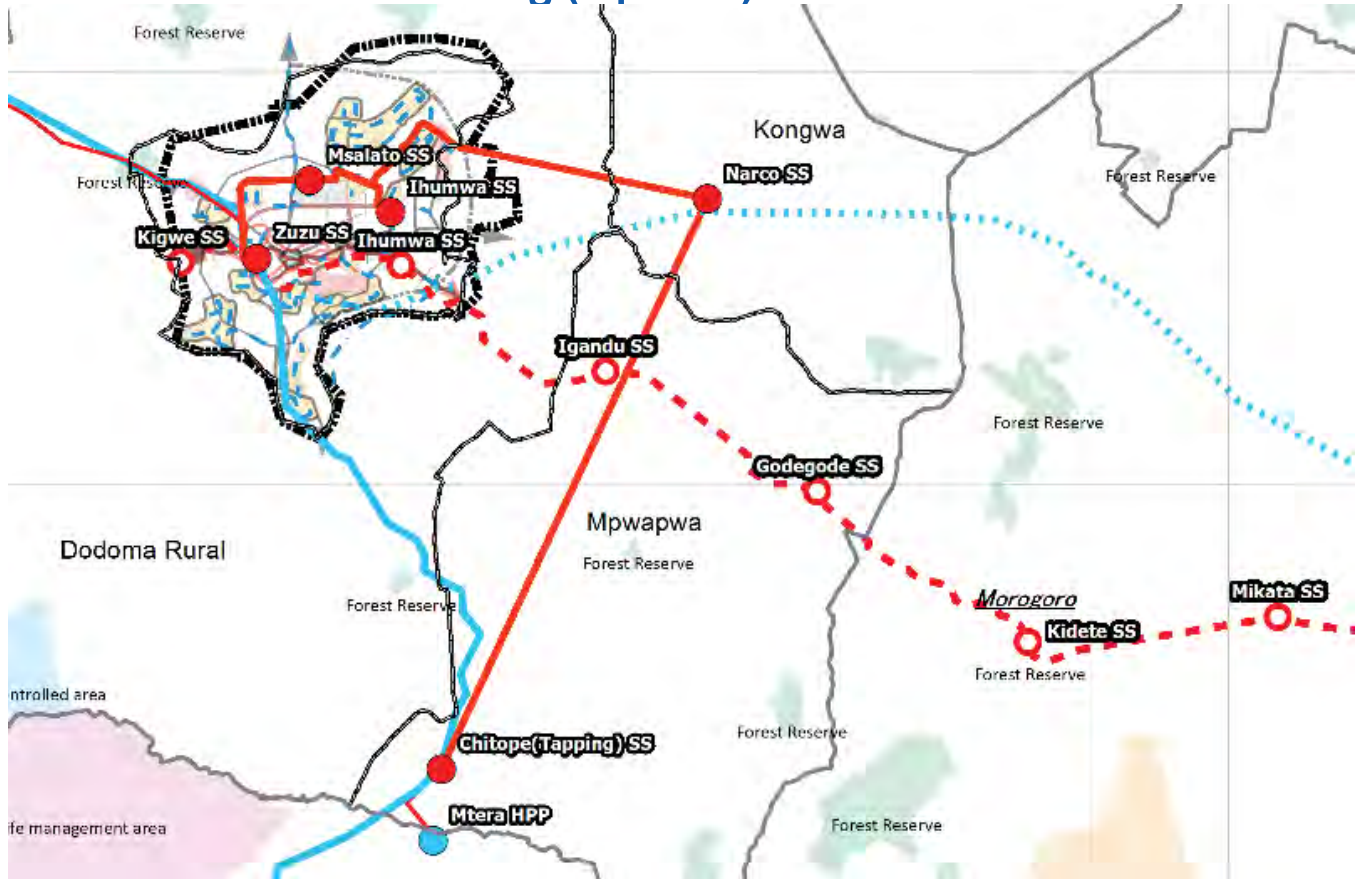 Forest Reserve
Kongwa
Msalato SS
Forest Reserve
Ihumwa SS
Narco SS
Forest Reserve
Kigwe SS
Zuzu SS
Ihumwa SS
Igandu SS
Forest Reserve
Godegode SS
Mpwapwa
Dodoma Rural
Forest Reserve
Forest Reserve
Morogoro
Mikata SS
Kidete SS
Forest Reserve
ntrolled area
Forest Reserve
Chitope(Tapping) SS
Mtera HPP
fe management area
Forest Reserve